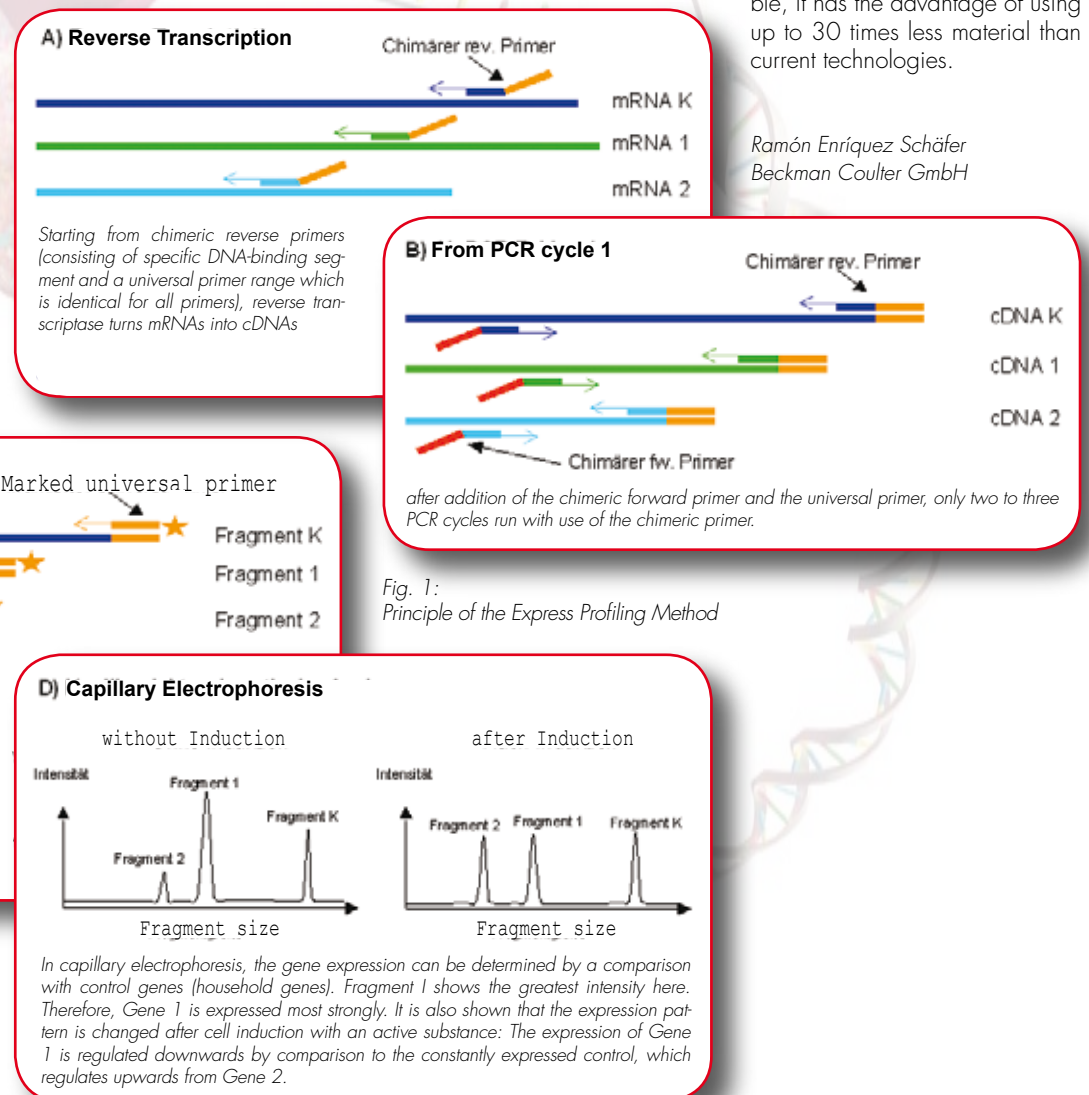 ble, it has the advantage of using
up to 30 times less material than
current technologies.
Ramón Enríquez Schäfer
Beckman Coulter GmbH
A) Reverse Transcription
Chimärer rev. Primer
mRNA K
mRNA 1
mRNA 2
Starting from chimeric reverse primers
(consisting of specific DNA-binding seg-
ment and a universal primer range which
is identical for all primers), reverse tran-
scriptase turns mRNAs into cDNAs
B) From PCR cycle 1
Chimärer rev. Primer
cDNA K
cDNA 1
cDNA 2
Chimärer fw. Primer
after addition of the chimeric forward primer and the universal primer, only two to three
PCR cycles run with use of the chimeric primer.
Marked universal primer
Fragment K
Fragment 1
Fragment 2
Fig. 1:
Principle of the Express Profiling Method
D) Capillary Electrophoresis
without Induction
Intensität
Fragment 1
Fragment K
Fragment 2
Fragment size
after Induction
Intensität
Fragment 2 Fragment 1 Fragment K
Fragment size
In capillary electrophoresis, the gene expression can be determined by a comparison
with control genes (household genes). Fragment I shows the greatest intensity here.
Therefore, Gene 1 is expressed most strongly. It is also shown that the expression pat-
tern is changed after cell induction with an active substance: The expression of Gene
1 is regulated downwards by comparison to the constantly expressed control, which
regulates upwards from Gene 2.